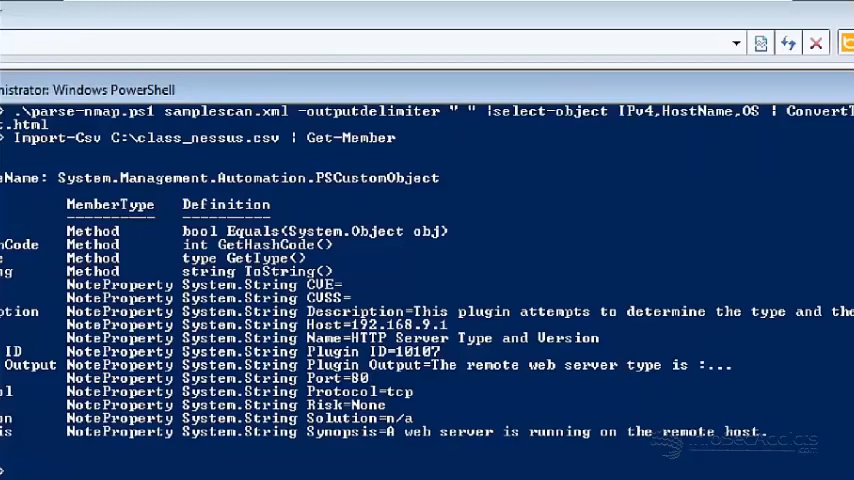 nistrator: Windows PowerShell
> .\parse-nmap.ps1 samplescan.xml -outputdelimiter " " |select-object IPv4,HostName,OS | ConvertT
t.html
> Import-Csv C:\class_nessus.csv | Get-Member
eName: System.Management.Automation.PSCustomObject
MemberType Definition
---------- ----------
Method bool Equals(System.Object obj)
hCode Method int GetHashCode()
e Method type GetType()
ng Method string ToString()
NoteProperty System.String CVE=
NoteProperty System.String CVSS=
ption NoteProperty System.String Description=This plugin attempts to determine the type and the
NoteProperty System.String Host=192.168.9.1
NoteProperty System.String Name=HTTP Server Type and Version
ID NoteProperty System.String Plugin ID=10107
Output NoteProperty System.String Plugin Output=The remote web server type is :...
NoteProperty System.String Port=80
ol NoteProperty System.String Protocol=tcp
NoteProperty System.String Risk=None
on NoteProperty System.String Solution=n/a
is NoteProperty System.String Synopsis=A web server is running on the remote host.
>